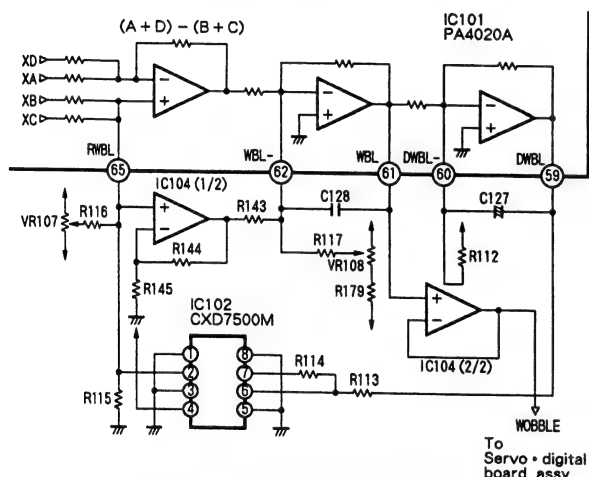 (A+D) − (B+C)
IC101
PA4020A
XD
XA
XB
XC
RWBL
WBL-
WBL
DWBL-
DWBL
65
62
61
60
59
IC104 (1/2)
R143
C128
C127
VR107
R116
R144
R117
VR108
R112
R145
R179
IC102
CXD7500M
IC104 (2/2)
1
8
2
7
3
6
4
5
R114
R113
R115
WOBBLE
To
Servo • digital
board assy